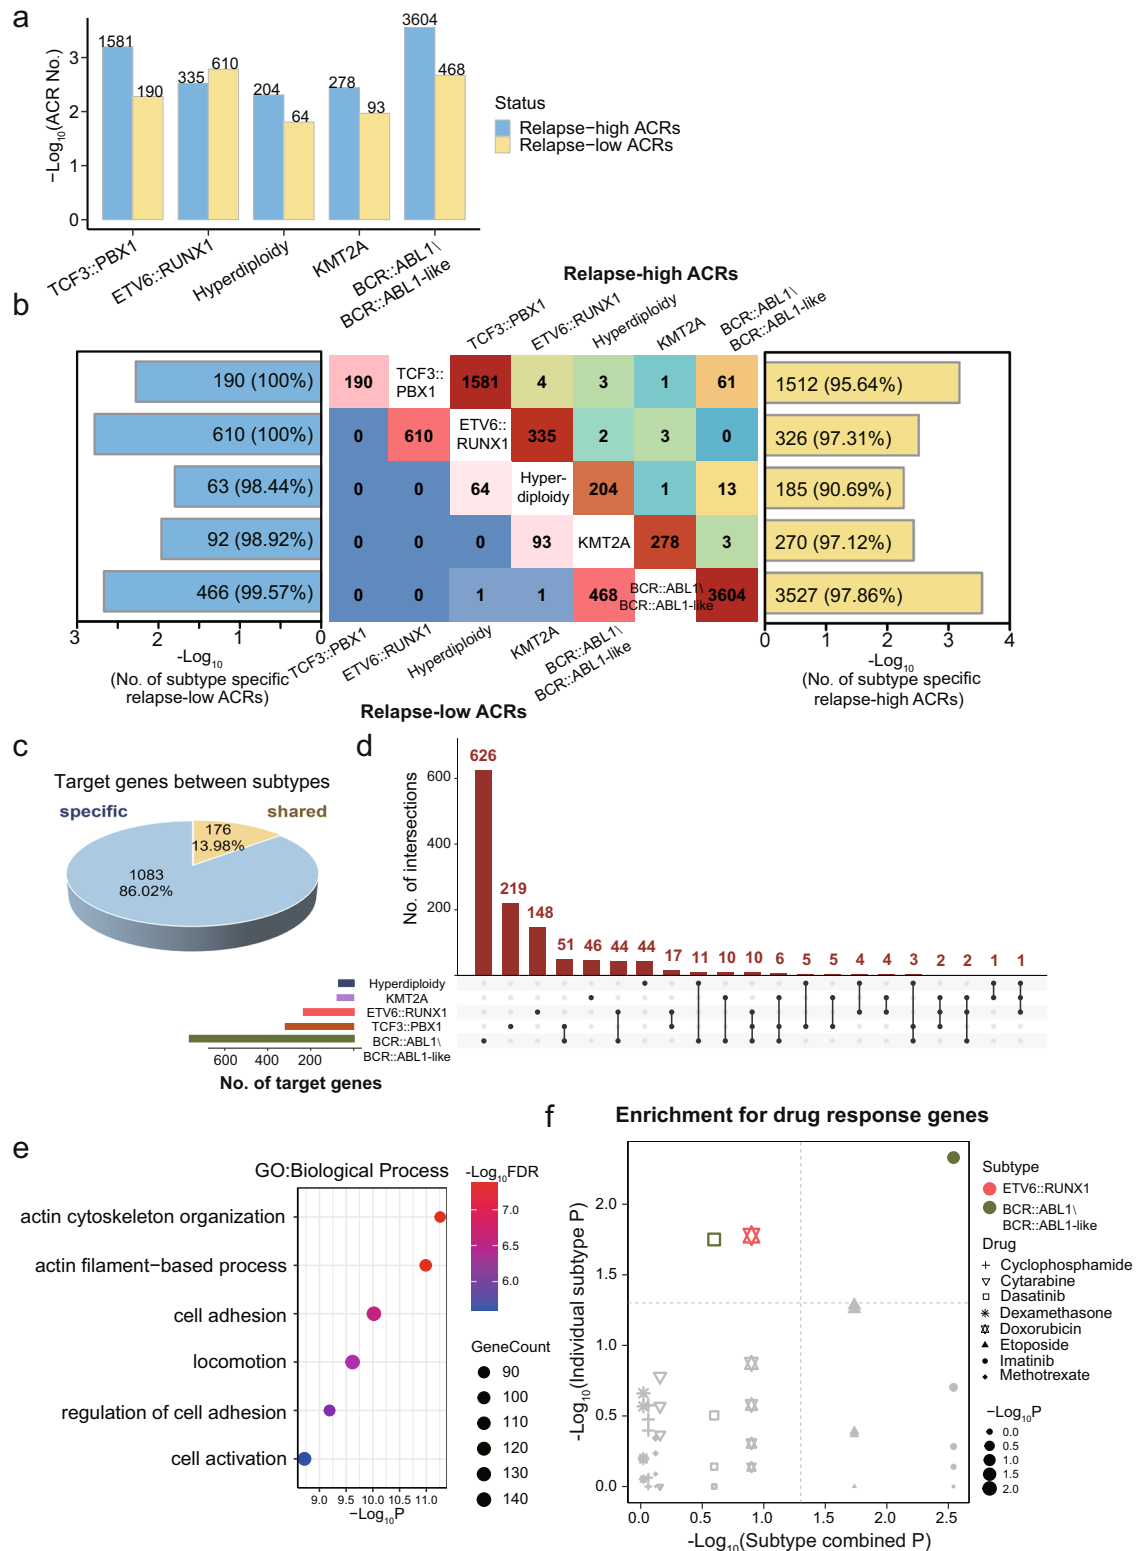 a
−Log10(ACR No.)
3
2
1
0
1581
190
335
610
204
64
278
93
3604
468
Status
Relapse−high ACRs
Relapse−low ACRs
TCF3::PBX1
ETV6::RUNX1
Hyperdiploidy
KMT2A
BCR::ABL1\
BCR::ABL1-like
b
Relapse-high ACRs
TCF3::PBX1
ETV6::RUNX1
Hyperdiploidy
KMT2A
BCR::ABL1\
BCR::ABL1-like
190 (100%)
190
TCF3::
PBX1
1581
4
3
1
61
1512 (95.64%)
610 (100%)
0
610
ETV6::
RUNX1
335
2
3
0
326 (97.31%)
63 (98.44%)
0
0
64
Hyper-
diploidy
204
1
13
185 (90.69%)
92 (98.92%)
0
0
0
93
KMT2A
278
3
270 (97.12%)
466 (99.57%)
0
0
1
1
468
BCR::ABL1\
BCR::ABL1-like
3604
3527 (97.86%)
3
2
1
0
-Log10
(No. of subtype specific
relapse-low ACRs)
TCF3::PBX1
ETV6::RUNX1
Hyperdiploidy
KMT2A
BCR::ABL1\
BCR::ABL1-like
Relapse-low ACRs
0
1
2
3
4
-Log10
(No. of subtype specific
relapse-high ACRs)
c
Target genes between subtypes
specific
shared
176
13.98%
1083
86.02%
d
No. of intersections
600
400
200
626
219
148
51
46
44
44
17
11
10
10
6
5
5
4
4
3
2
2
1
1
Hyperdiploidy
KMT2A
ETV6::RUNX1
TCF3::PBX1
BCR::ABL1\
BCR::ABL1-like
600
400
200
No. of target genes
e
GO:Biological Process
actin cytoskeleton organization
actin filament−based process
cell adhesion
locomotion
regulation of cell adhesion
cell activation
9.0
9.5
10.0
10.5
11.0
−Log10P
-Log10FDR
7.0
6.5
6.0
GeneCount
90
100
110
120
130
140
f
Enrichment for drug response genes
-Log10(Individual subtype P)
2.0
1.5
1.0
0.5
0.0
0.0
0.5
1.0
1.5
2.0
2.5
-Log10(Subtype combined P)
Subtype
ETV6::RUNX1
BCR::ABL1\
BCR::ABL1-like
Drug
Cyclophosphamide
Cytarabine
Dasatinib
Dexamethasone
Doxorubicin
Etoposide
Imatinib
Methotrexate
−Log10P
0.0
0.5
1.0
1.5
2.0